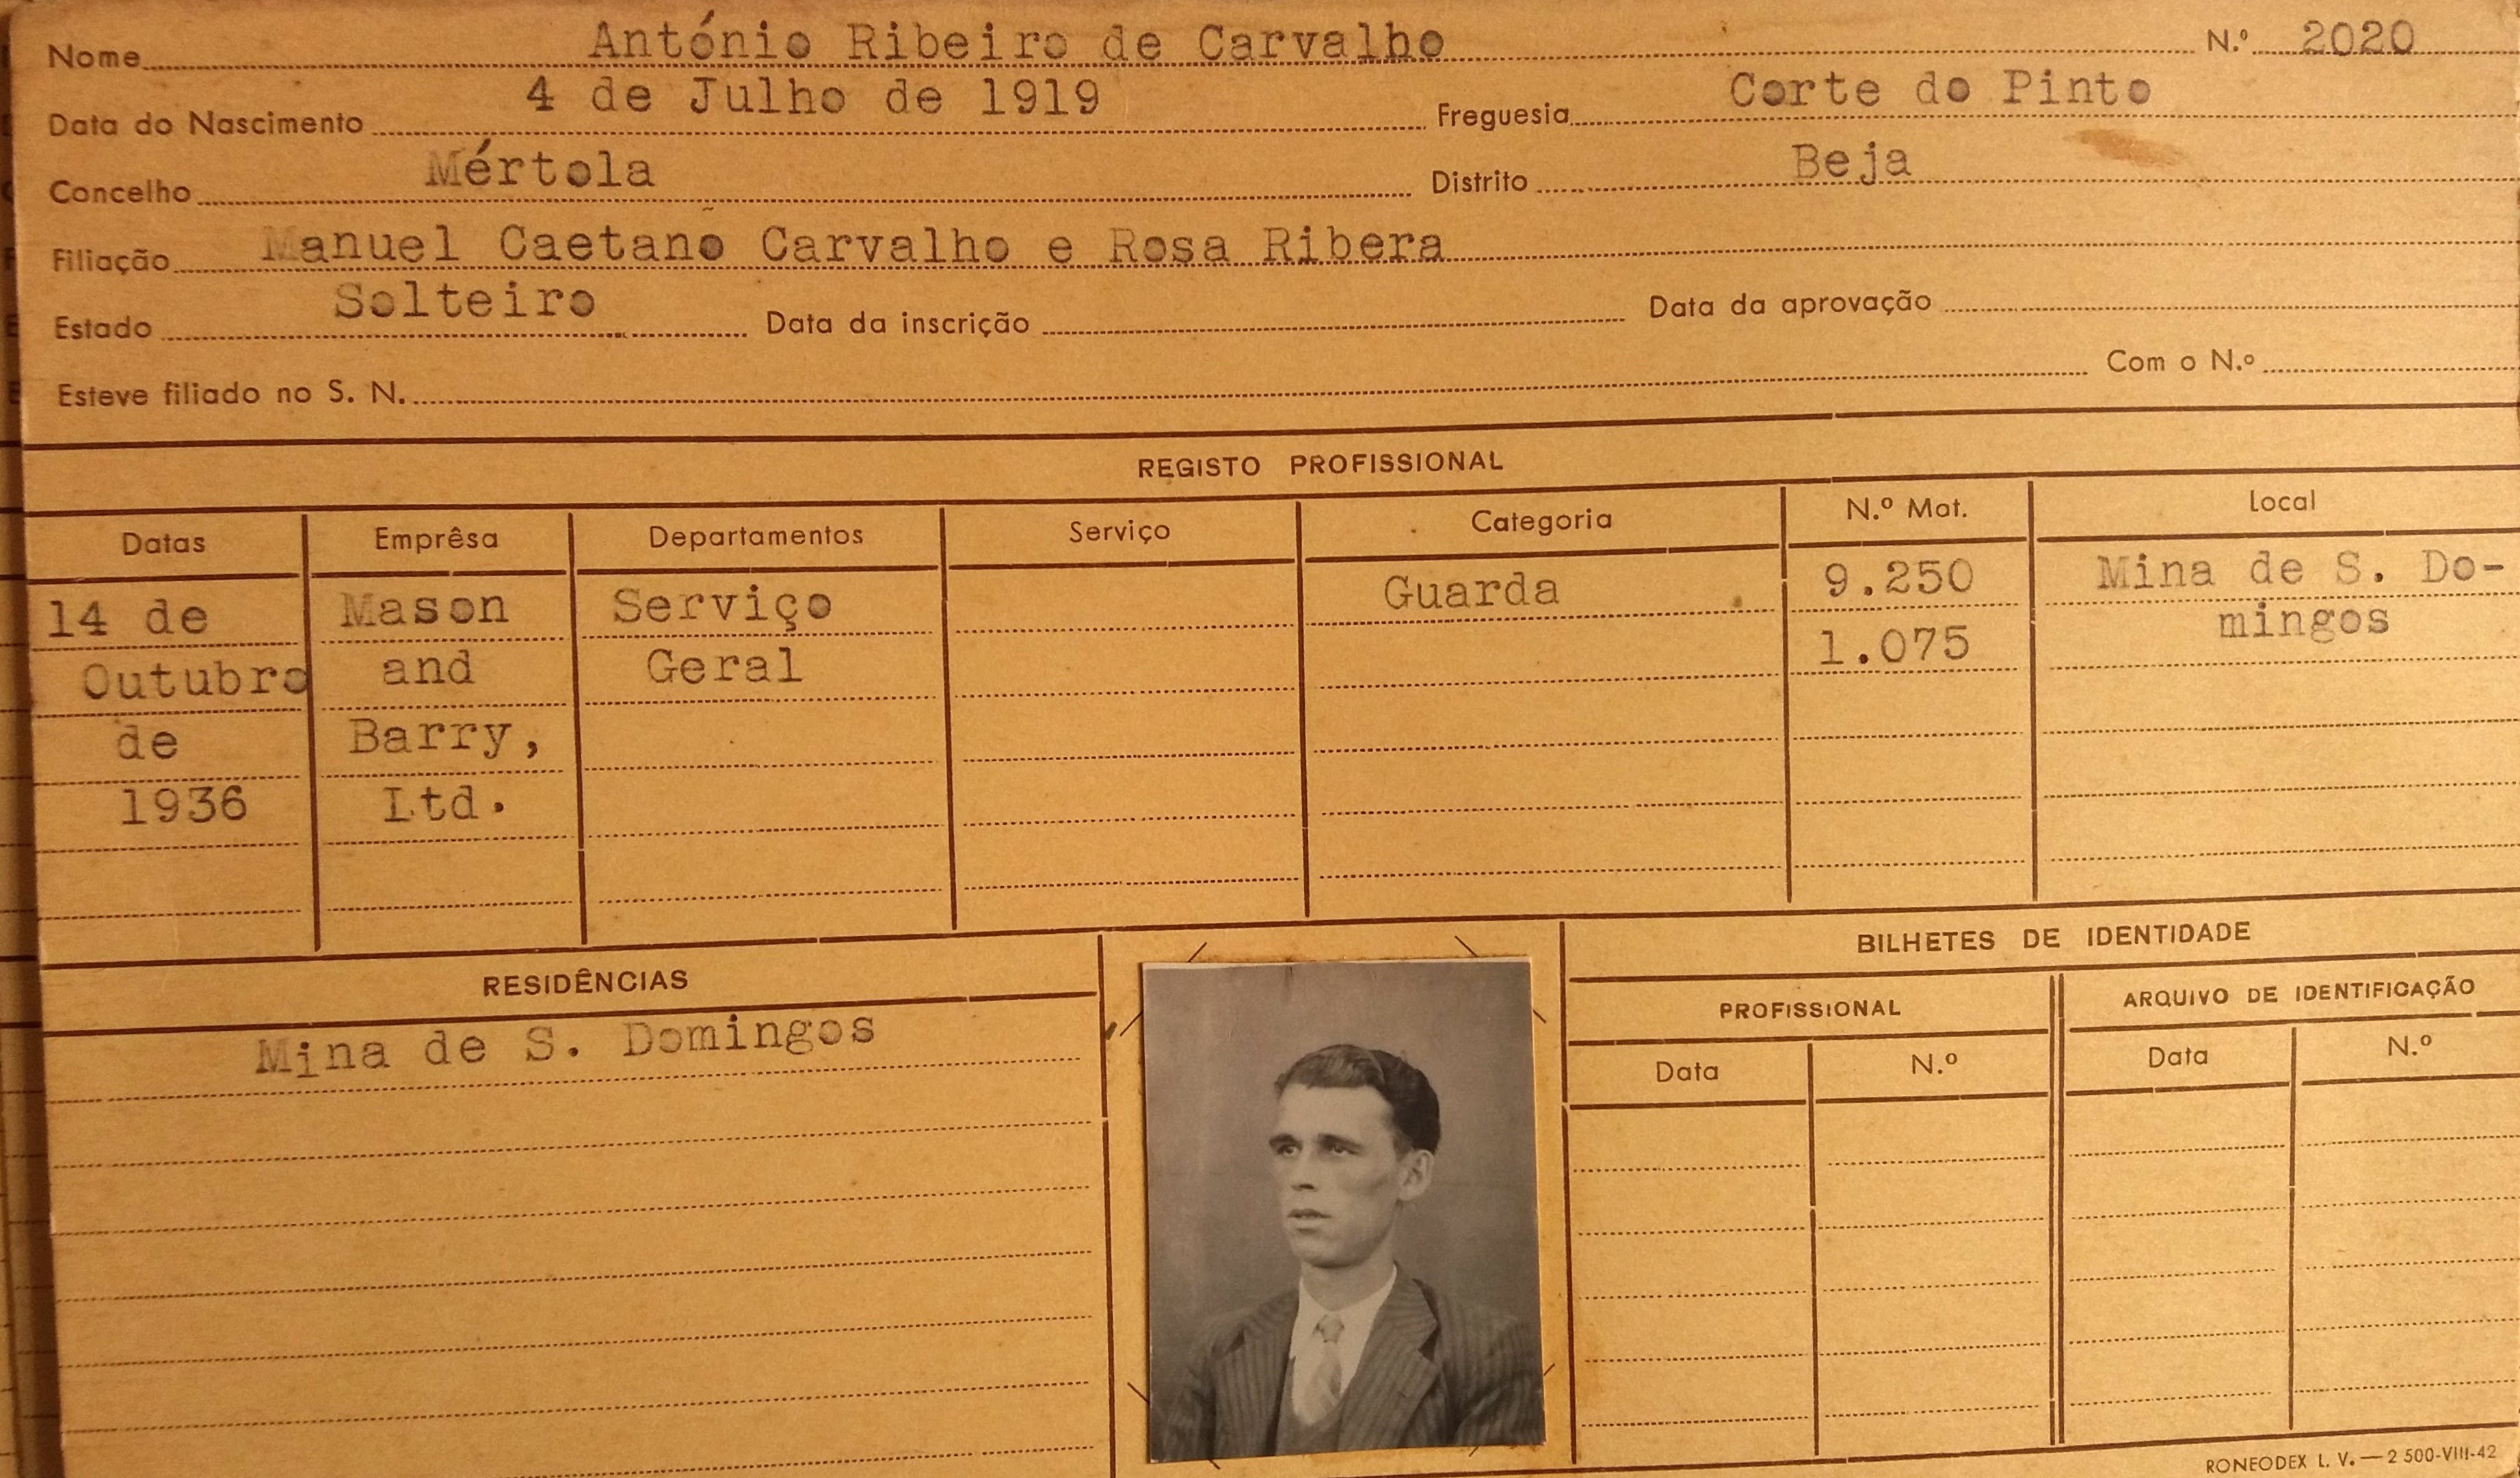 Nome António Ribeiro de Carvalho N.º 2020
Data do Nascimento 4 de Julho de 1919 Freguesia Corte do Pinto
Concelho Mértola Distrito Beja
Filiação Manuel Caetano Carvalho e Rosa Ribera
Estado Solteiro Data da inscrição Data da aprovação
Esteve filiado no S. N. Com o N.º
REGISTO PROFISSIONAL
Datas Emprêsa Departamentos Serviço Categoria N.º Mat. Local
14 de Mason Serviço Guarda 9.250 Mina de S. Do-
Outubro and Geral 1.075 mingos
de Barry,
1936 Ltd.
RESIDÊNCIAS
Mina de S. Domingos
BILHETES DE IDENTIDADE
PROFISSIONAL ARQUIVO DE IDENTIFICAÇÃO
Data N.º Data N.º
RONEODEX L. V. — 2 500-VIII-42